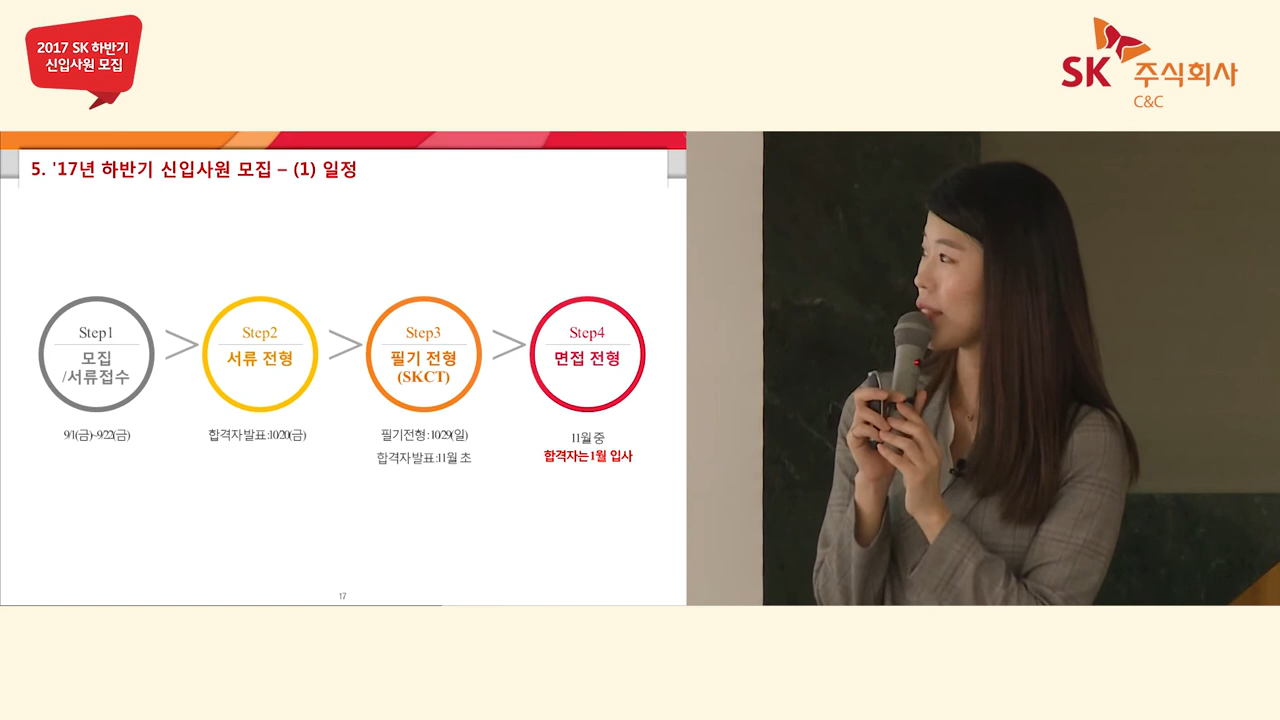 2017 SK 하반기
신입사원 모집
SK 주식회사
C&C
5. '17년 하반기 신입사원 모집 – (1) 일정
Step1
모집
/서류접수
9/1(금)~9/22(금)
>
Step2
서류 전형
합격자 발표:10/20(금)
>
Step3
필기 전형
(SKCT)
필기전형 : 10/29(일)
합격자 발표:11월 초
>
Step4
면접 전형
11월 중
합격자는 1월 입사
17